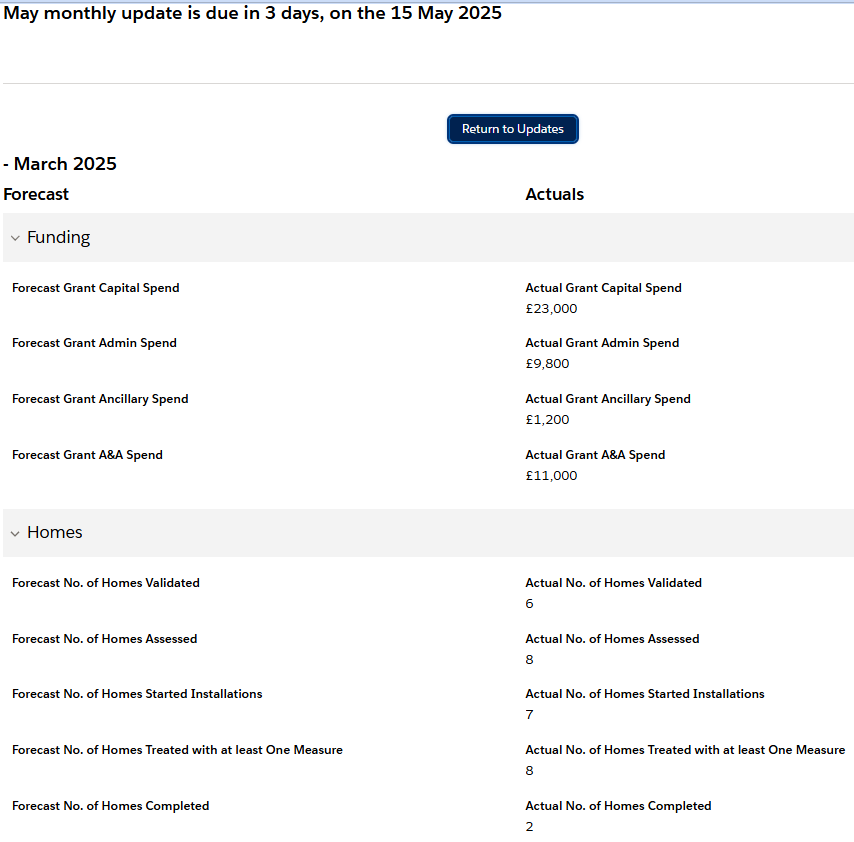 May monthly update is due in 3 days, on the 15 May 2025
Return to Updates
- March 2025
Forecast Actuals
Funding
Forecast Grant Capital Spend Actual Grant Capital Spend
£23,000
Forecast Grant Admin Spend Actual Grant Admin Spend
£9,800
Forecast Grant Ancillary Spend Actual Grant Ancillary Spend
£1,200
Forecast Grant A&A Spend Actual Grant A&A Spend
£11,000
Homes
Forecast No. of Homes Validated Actual No. of Homes Validated
6
Forecast No. of Homes Assessed Actual No. of Homes Assessed
8
Forecast No. of Homes Started Installations Actual No. of Homes Started Installations
7
Forecast No. of Homes Treated with at least One Measure Actual No. of Homes Treated with at least One Measure
8
Forecast No. of Homes Completed Actual No. of Homes Completed
2